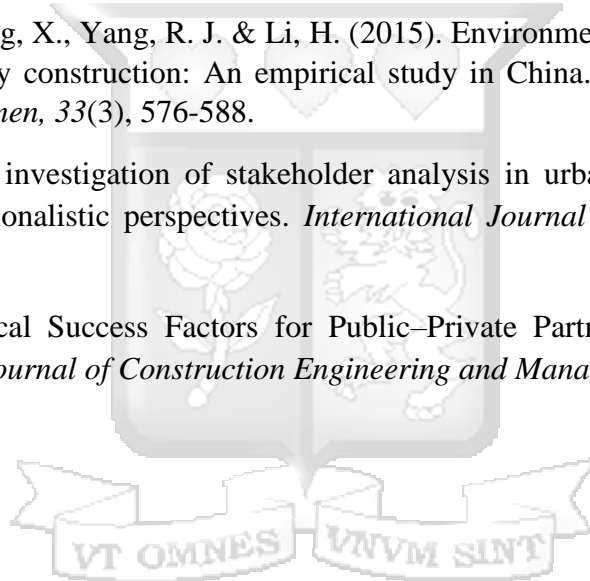 g, X., Yang, R. J. & Li, H. (2015). Environme
y construction: An empirical study in China.
nen, 33(3), 576-588.
investigation of stakeholder analysis in urba
onalistic perspectives. International Journal
cal Success Factors for Public–Private Partn
ournal of Construction Engineering and Mana
VT OMNES VNVM SINT